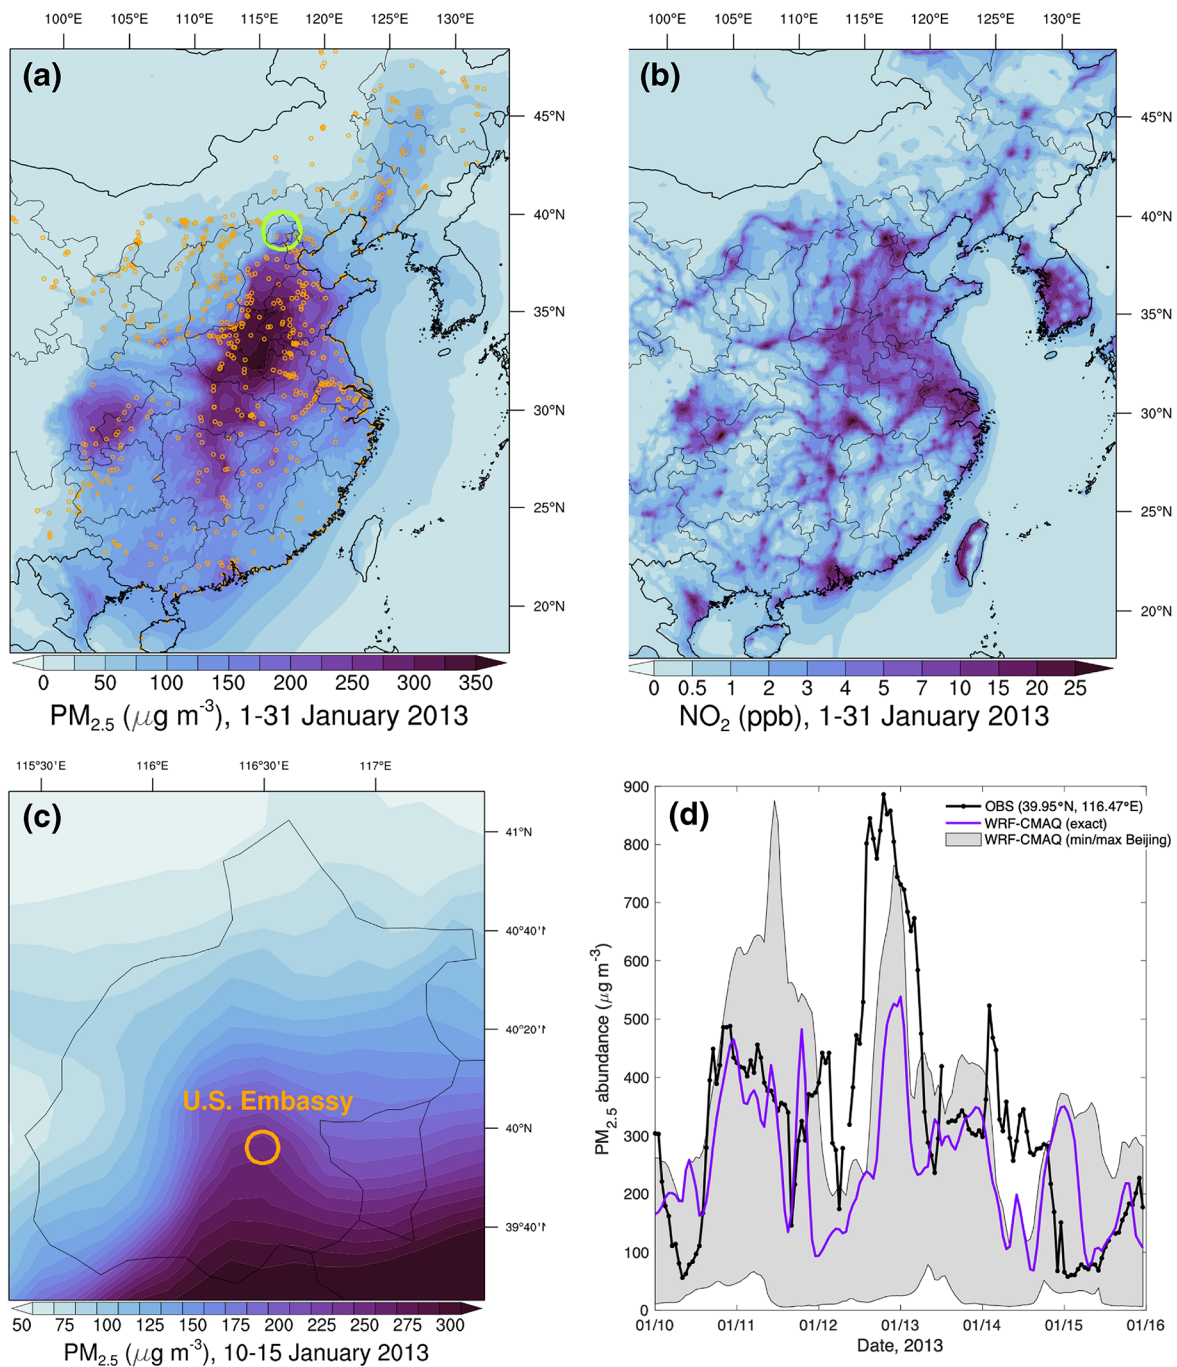 100°E 105°E 110°E 115°E 120°E 125°E 130°E
(a)
45°N
40°N
35°N
30°N
25°N
20°N
0 50 100 150 200 250 300 350
PM2.5 (μg m-3), 1-31 January 2013
100°E 105°E 110°E 115°E 120°E 125°E 130°E
(b)
45°N
40°N
35°N
30°N
25°N
20°N
0 0.5 1 2 3 4 5 7 10 15 20 25
NO2 (ppb), 1-31 January 2013
115°30'E 116°E 116°30'E 117°E
(c)
41°N
40°40'N
40°20'N
U.S. Embassy
40°N
39°40'N
50 75 100 125 150 175 200 225 250 275 300
PM2.5 (μg m-3), 10-15 January 2013
(d)
OBS (39.95°N, 116.47°E)
WRF-CMAQ (exact)
WRF-CMAQ (min/max Beijing)
PM2.5 abundance (μg m-3)
900
800
700
600
500
400
300
200
100
0
01/10 01/11 01/12 01/13 01/14 01/15 01/16
Date, 2013